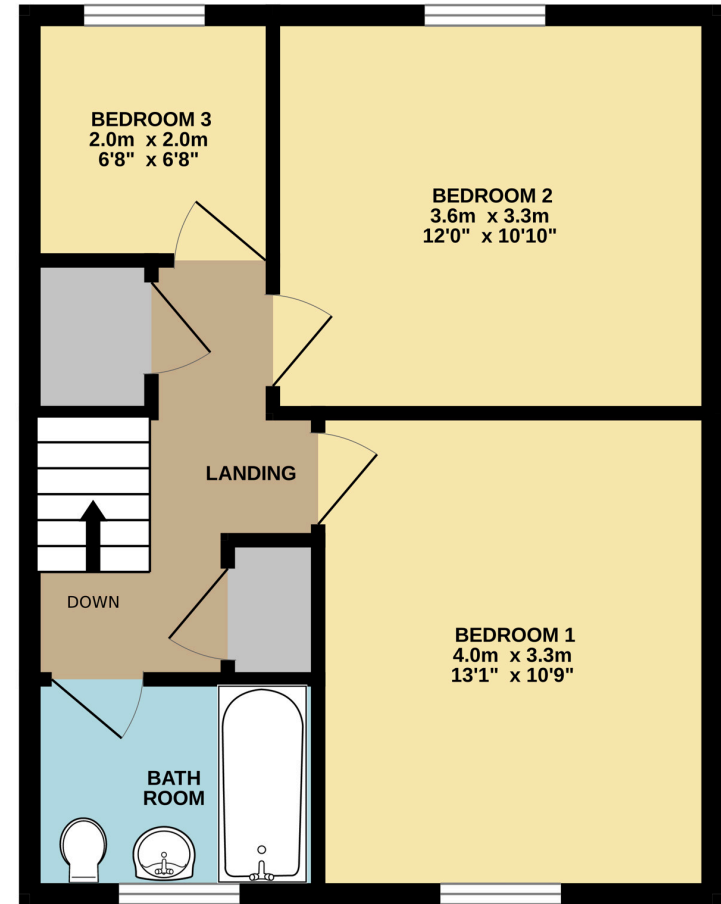 BEDROOM 3
2.0m x 2.0m
6'8" x 6'8"
BEDROOM 2
3.6m x 3.3m
12'0" x 10'10"
LANDING
DOWN
BEDROOM 1
4.0m x 3.3m
13'1" x 10'9"
BATH
ROOM